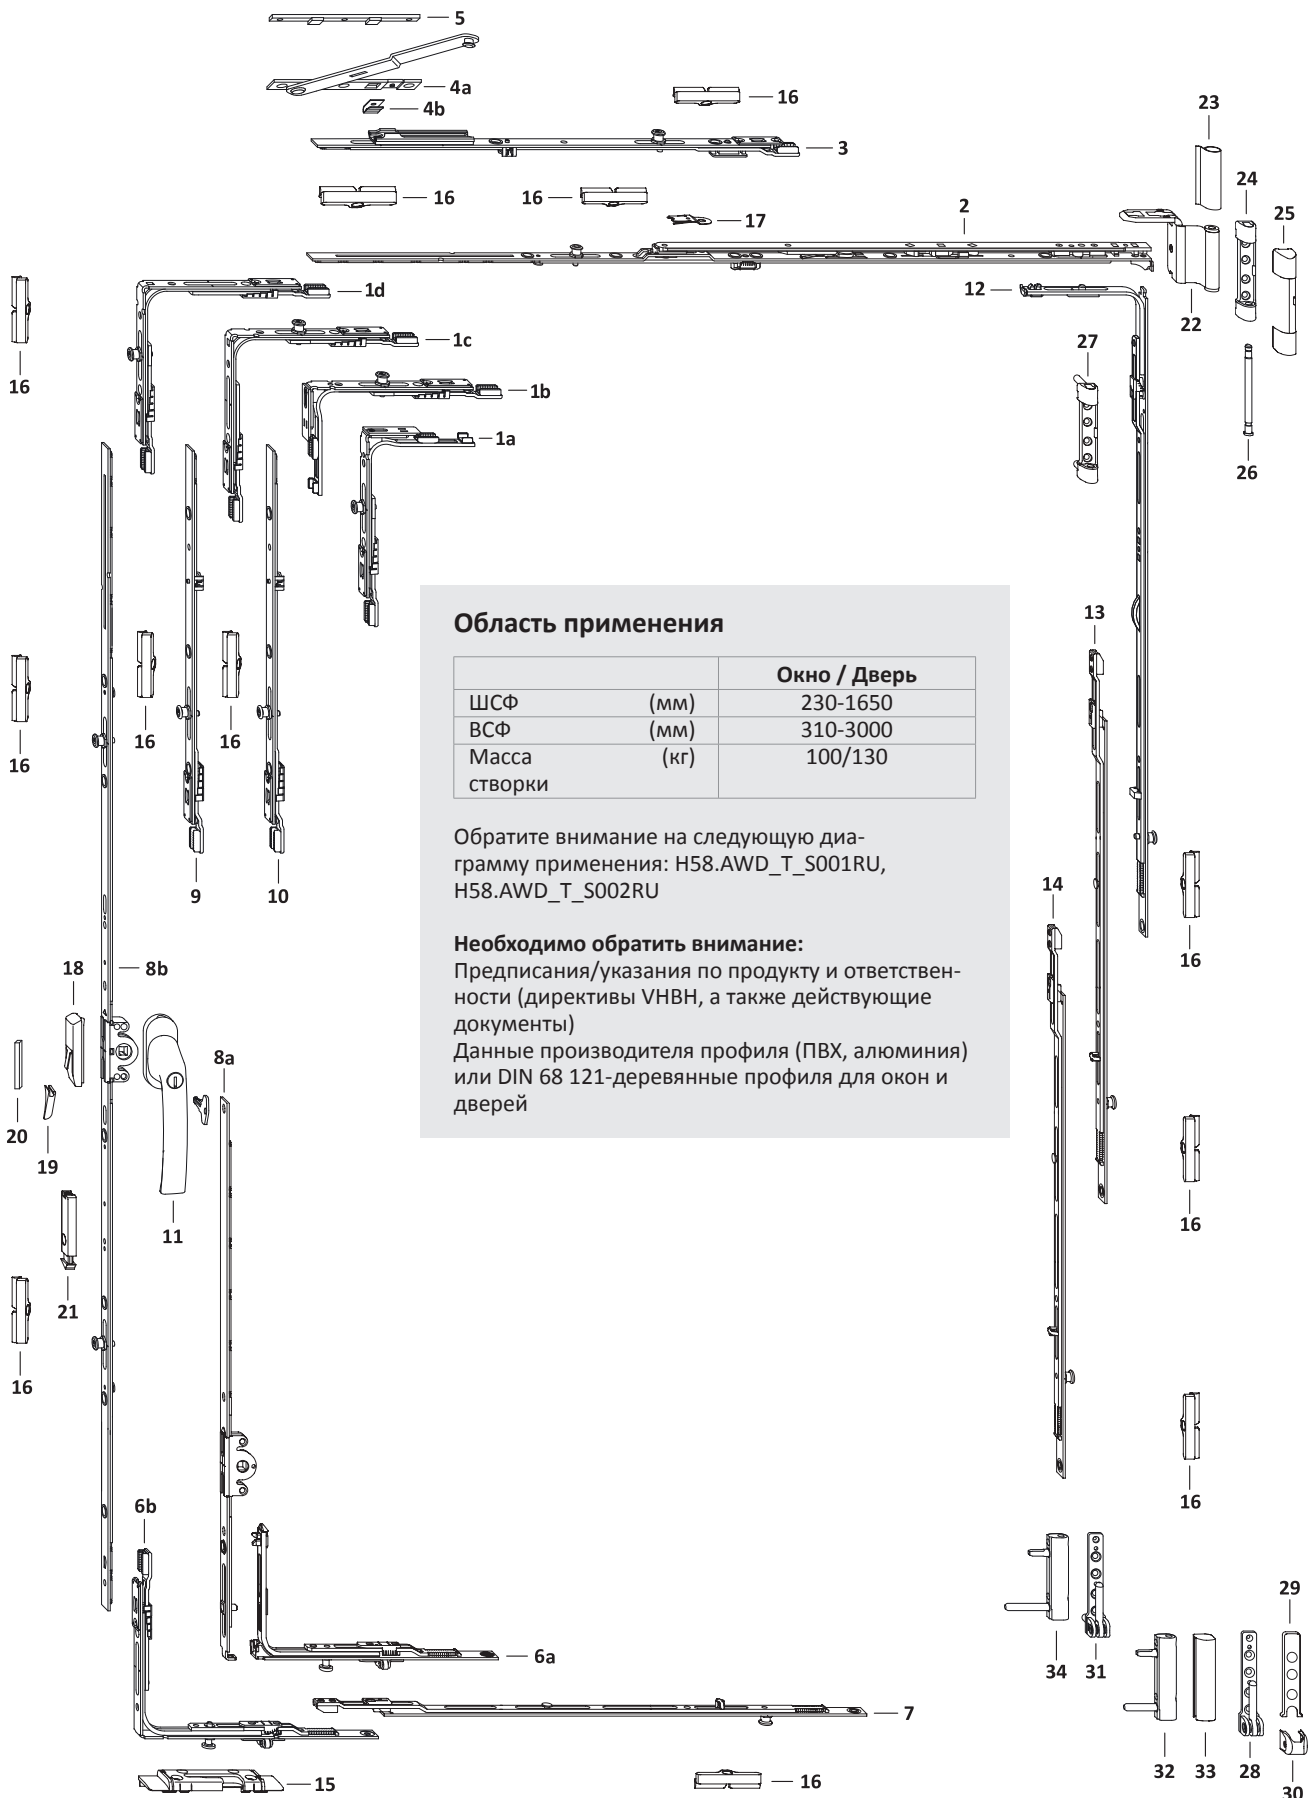 5
4a
4b
16
3
23
16
16
17
2
24
25
1d
12
22
1c
27
1b
1a
26
16
Область применения
Окно / Дверь
ШСФ (мм) 230-1650
ВСФ (мм) 310-3000
Масса (кг) 100/130
створки
Обратите внимание на следующую диа-
грамму применения: H58.AWD_T_S001RU,
H58.AWD_T_S002RU
Необходимо обратить внимание:
Предписания/указания по продукту и ответствен-
ности (директивы VHBH, а также действующие
документы)
Данные производителя профиля (ПВХ, алюминия)
или DIN 68 121-деревянные профиля для окон и
дверей
13
16
16
16
9
10
14
18
8b
16
8a
20
19
11
16
21
16
16
6b
29
6a
34
31
7
32
33
28
15
16
30